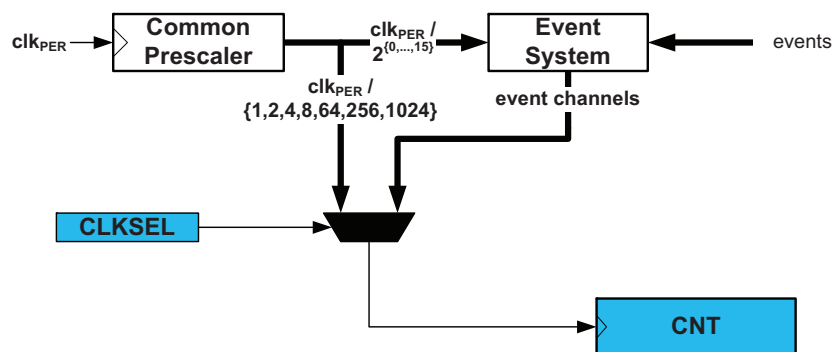 clkPER
Common
Prescaler
clkPER /
2{0,...,15}
Event
System
events
clkPER /
{1,2,4,8,64,256,1024}
event channels
CLKSEL
CNT